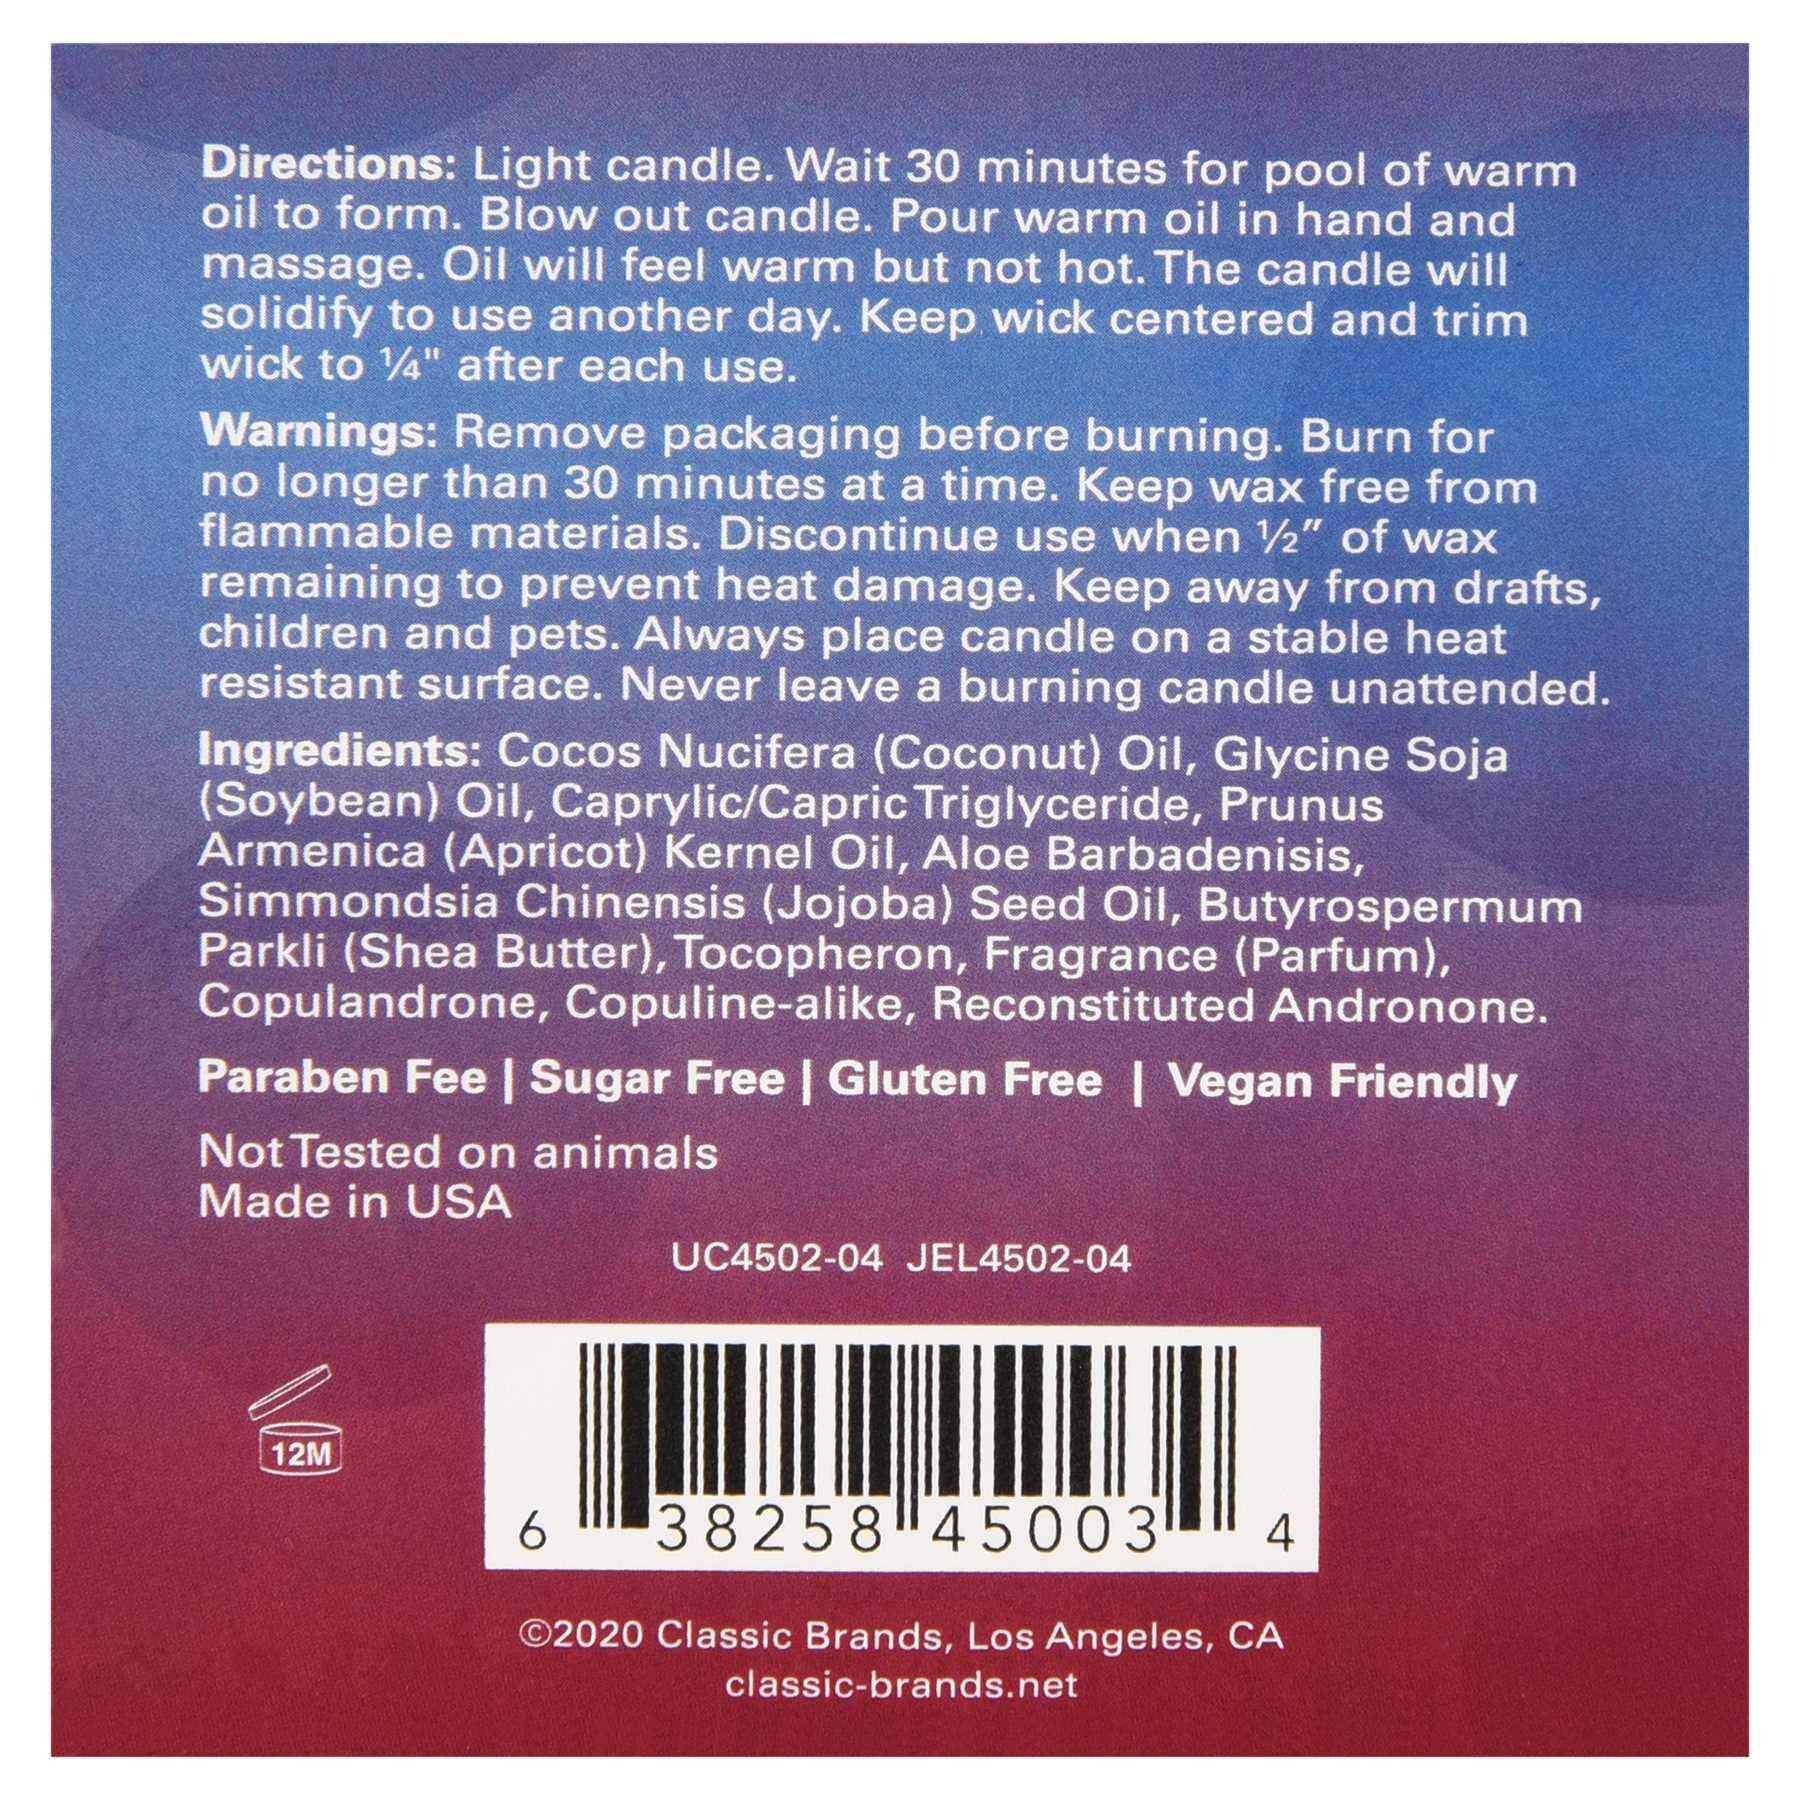 Directions: Light candle. Wait 30 minutes for pool of warm
oil to form. Blow out candle. Pour warm oil in hand and
massage. Oil will feel warm but not hot. The candle will
solidify to use another day. Keep wick centered and trim
wick to ¼" after each use.
Warnings: Remove packaging before burning. Burn for
no longer than 30 minutes at a time. Keep wax free from
flammable materials. Discontinue use when ½” of wax
remaining to prevent heat damage. Keep away from drafts,
children and pets. Always place candle on a stable heat
resistant surface. Never leave a burning candle unattended.
Ingredients: Cocos Nucifera (Coconut) Oil, Glycine Soja
(Soybean) Oil, Caprylic/Capric Triglyceride, Prunus
Armenica (Apricot) Kernel Oil, Aloe Barbadenisis,
Simmondsia Chinensis (Jojoba) Seed Oil, Butyrospermum
Parkli (Shea Butter), Tocopheron, Fragrance (Parfum),
Copulandrone, Copuline-alike, Reconstituted Andronone.
Paraben Fee | Sugar Free | Gluten Free | Vegan Friendly
Not Tested on animals
Made in USA
UC4502-04 JEL4502-04
12M
6 38258 45003 4
©2020 Classic Brands, Los Angeles, CA
classic-brands.net